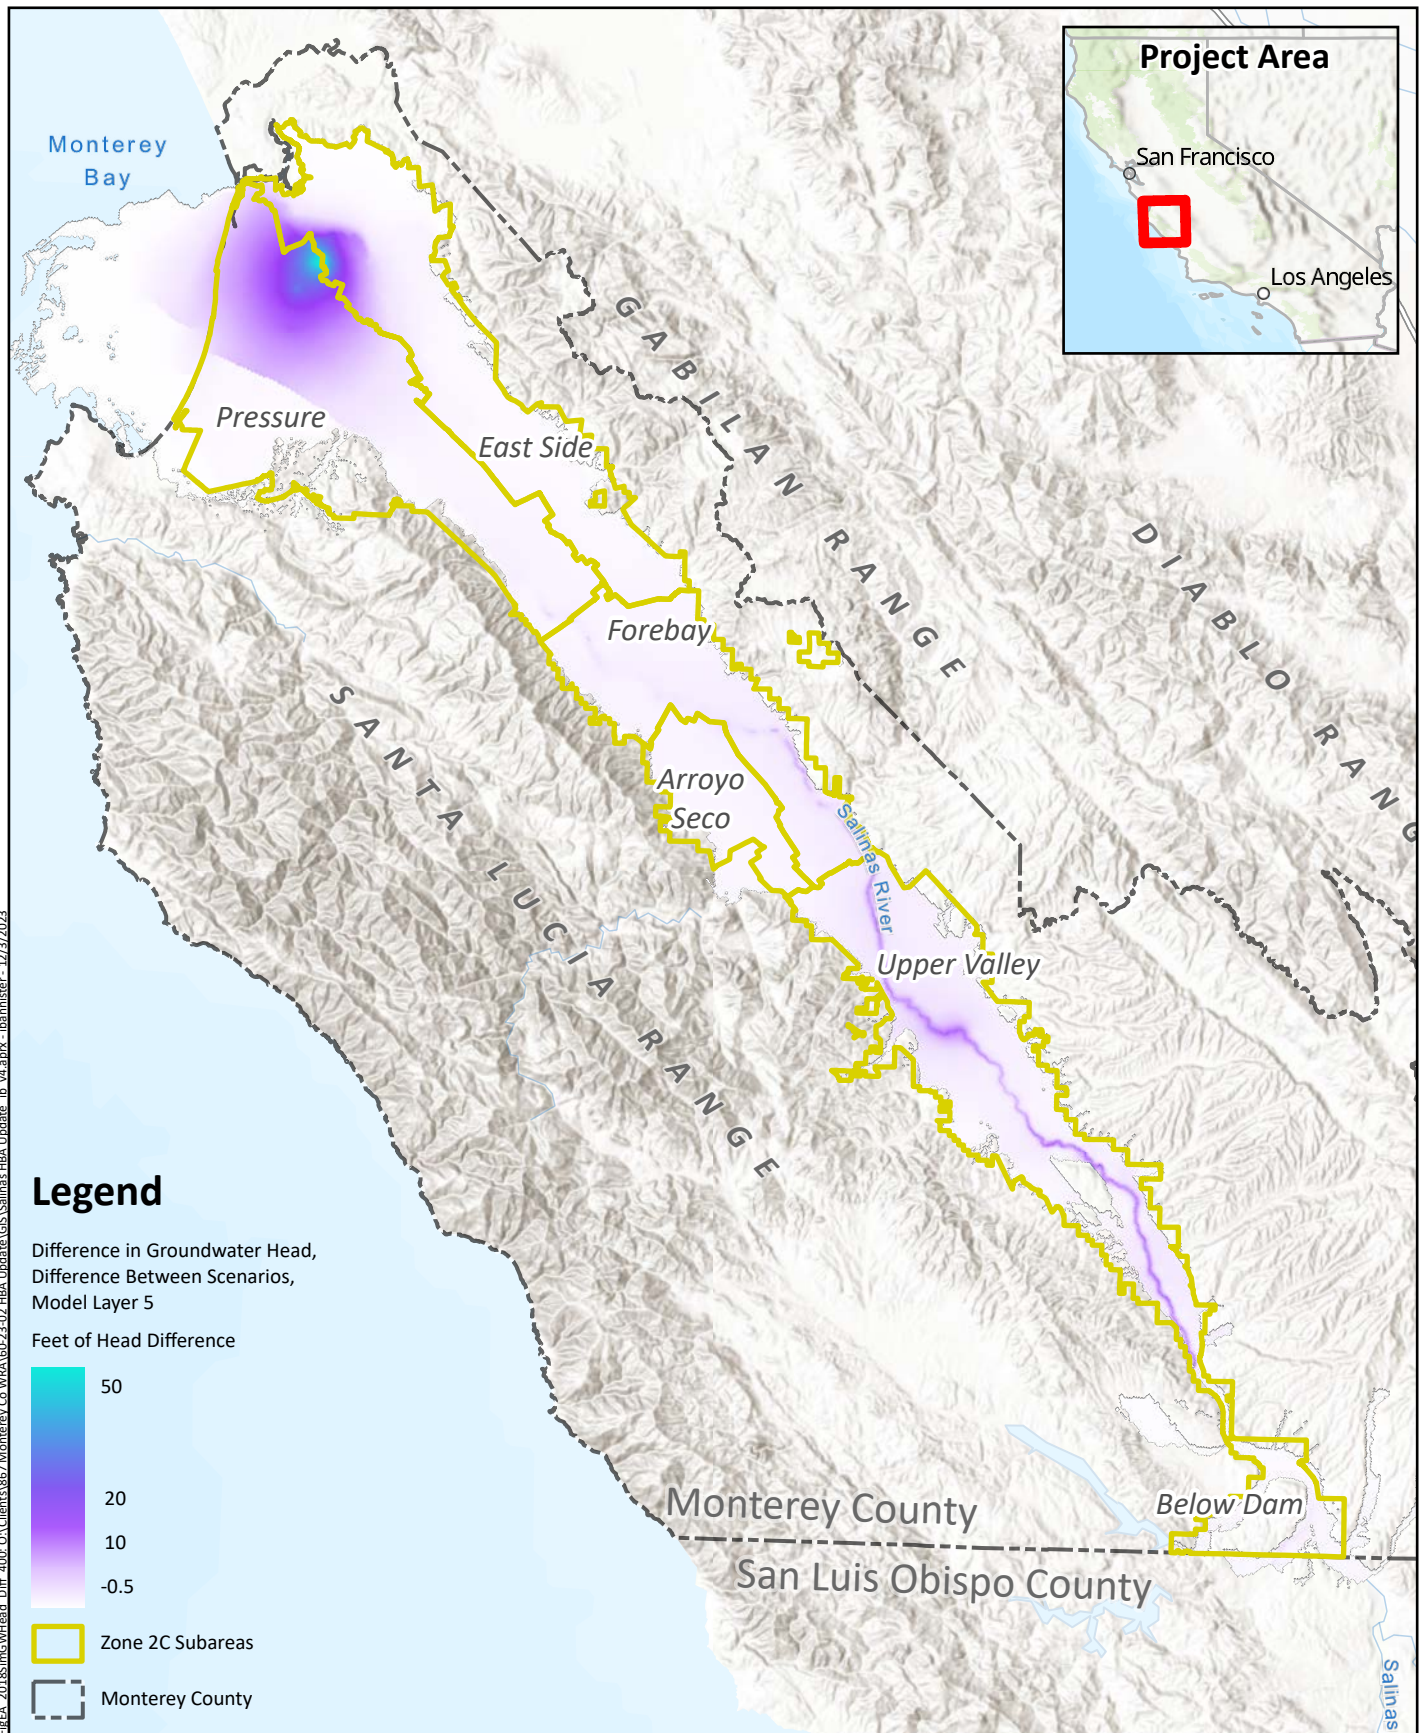 Project Area
San Francisco
Los Angeles
Monterey
Bay
GABILAN RANGE
DIABLO RANG
Pressure
East Side
Forebay
SANTA LUCIA RANGE
Arroyo
Seco
Salinas River
Upper Valley
Below Dam
Monterey County
San Luis Obispo County
Salinas
Legend
Difference in Groundwater Head,
Difference Between Scenarios,
Model Layer 5
Feet of Head Difference
50
20
10
-0.5
Zone 2C Subareas
Monterey County